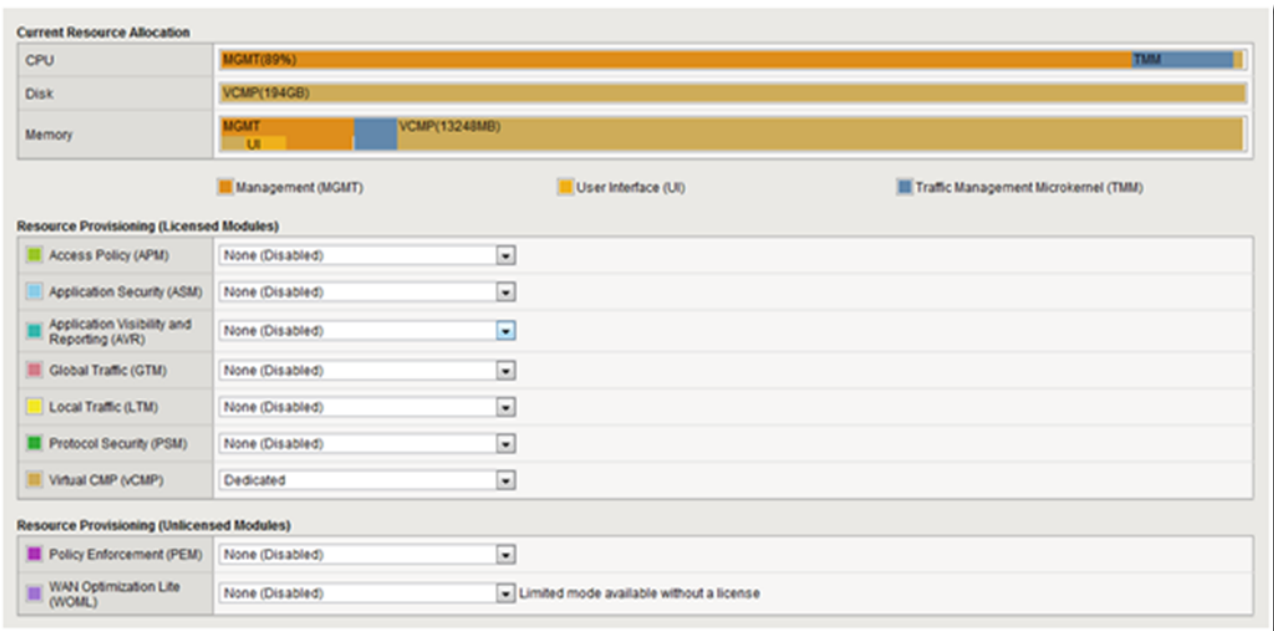 Current Resource Allocation
CPU
MGMT(89%)
TMM
Disk
VCMP(194GB)
Memory
MGMT
VCMP(13248MB)
UI
Management (MGMT)
User Interface (UI)
Traffic Management Microkernel (TMM)
Resource Provisioning (Licensed Modules)
Access Policy (APM)
None (Disabled)
Application Security (ASM)
None (Disabled)
Application Visibility and
Reporting (AVR)
None (Disabled)
Global Traffic (GTM)
None (Disabled)
Local Traffic (LTM)
None (Disabled)
Protocol Security (PSM)
None (Disabled)
Virtual CMP (vCMP)
Dedicated
Resource Provisioning (Unlicensed Modules)
Policy Enforcement (PEM)
None (Disabled)
WAN Optimization Lite
(WOML)
None (Disabled)
Limited mode available without a license